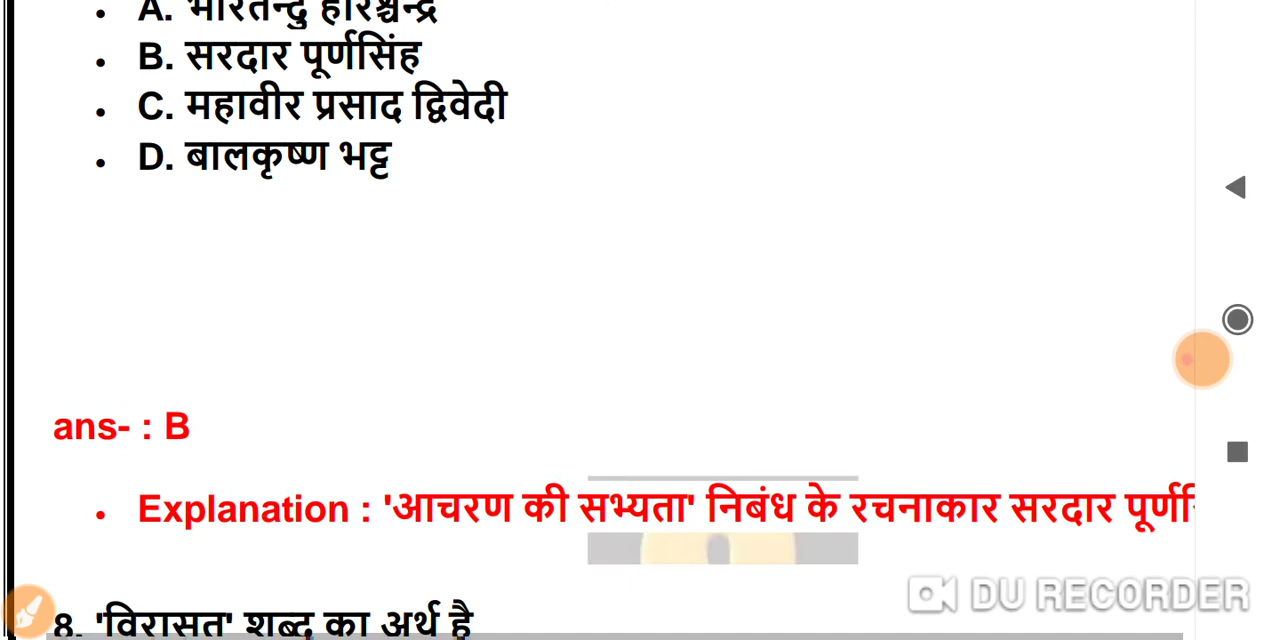 A. भारतेन्दु हरिश्चन्द्र
B. सरदार पूर्णसिंह
C. महावीर प्रसाद द्विवेदी
D. बालकृष्ण भट्ट
ans- : B
Explanation : 'आचरण की सभ्यता' निबंध के रचनाकार सरदार
8. 'विरासत' शब्द का अर्थ है
DU RECORDER